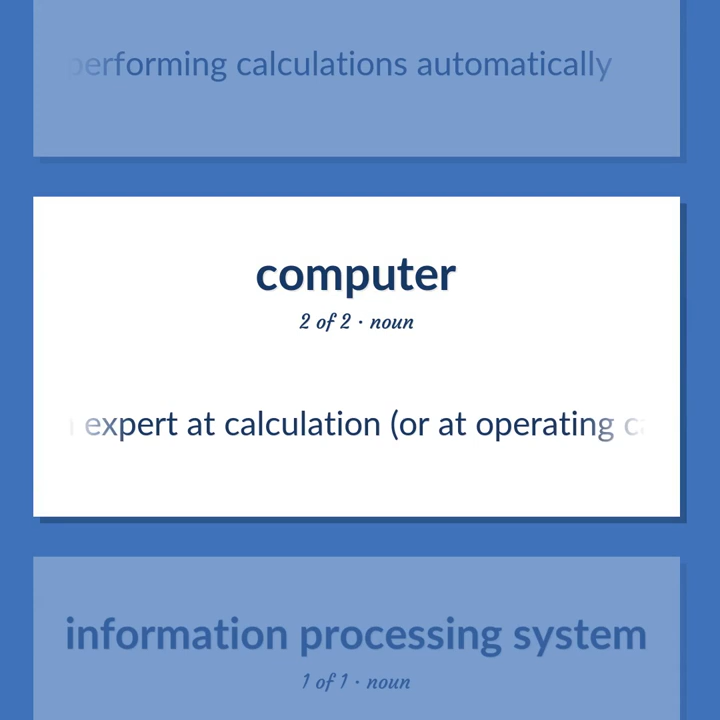 performing calculations automatically
computer
2 of 2 · noun
expert at calculation (or at operating
information processing system
1 of 1 · noun